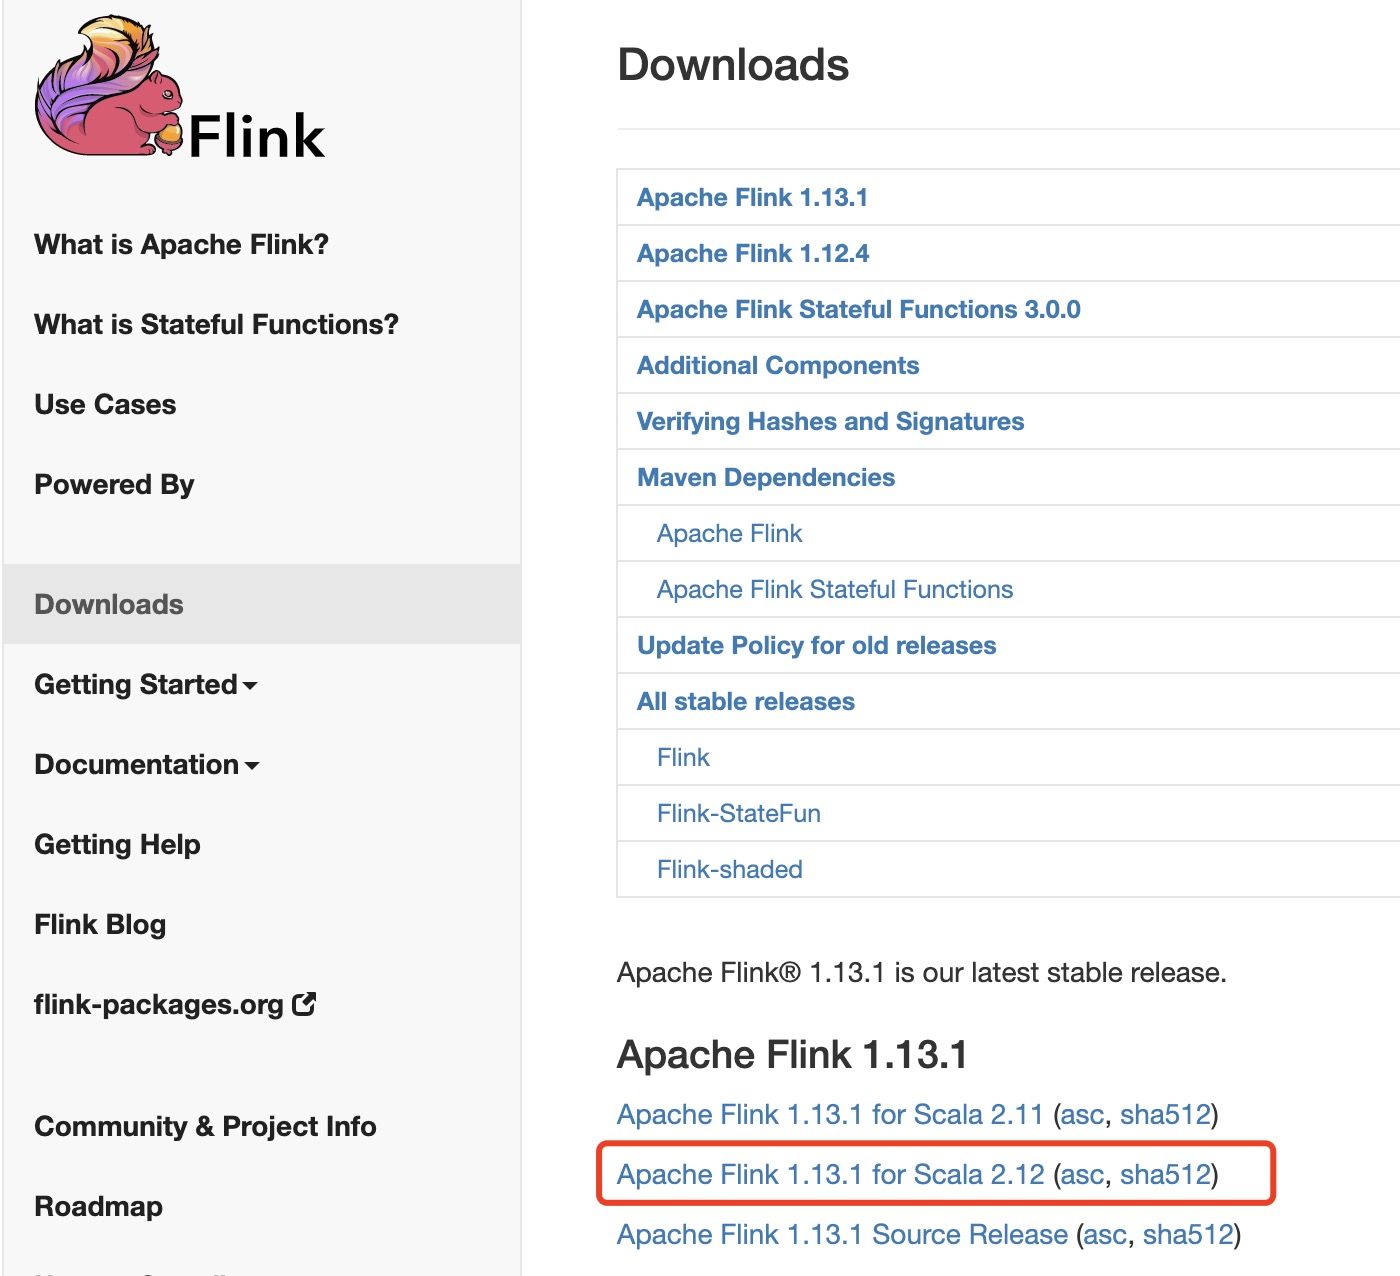 Flink
What is Apache Flink?
What is Stateful Functions?
Use Cases
Powered By
Downloads
Getting Started
Documentation
Getting Help
Flink Blog
flink-packages.org
Community & Project Info
Roadmap
Downloads
Apache Flink 1.13.1
Apache Flink 1.12.4
Apache Flink Stateful Functions 3.0.0
Additional Components
Verifying Hashes and Signatures
Maven Dependencies
Apache Flink
Apache Flink Stateful Functions
Update Policy for old releases
All stable releases
Flink
Flink-StateFun
Flink-shaded
Apache Flink® 1.13.1 is our latest stable release.
Apache Flink 1.13.1
Apache Flink 1.13.1 for Scala 2.11 (asc, sha512)
Apache Flink 1.13.1 for Scala 2.12 (asc, sha512)
Apache Flink 1.13.1 Source Release (asc, sha512)